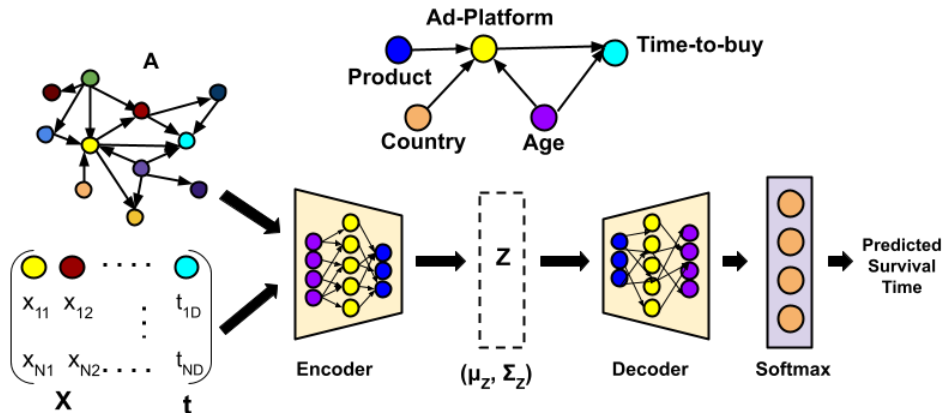 Ad-Platform
Time-to-buy
Product
Country
Age
A
x11 x12 t1D
xN1 xN2 tND
X t
Encoder
Z
(μZ, ΣZ)
Decoder
Softmax
Predicted
Survival
Time